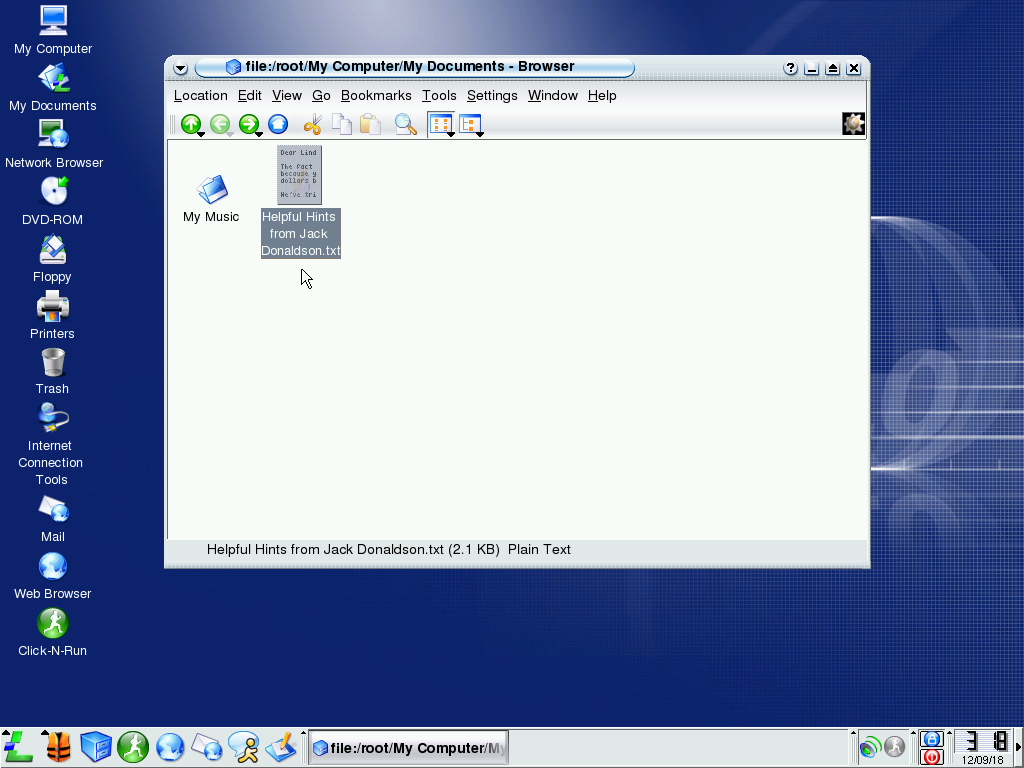 My Computer
My Documents
Network Browser
DVD-ROM
Floppy
Printers
Trash
Internet
Connection
Tools
Mail
Web Browser
Click-N-Run
file:/root/My Computer/My Documents - Browser
Location Edit View Go Bookmarks Tools Settings Window Help
My Music
Dear Lind
The fact
because y
dollars b
We've tri
Helpful Hints
from Jack
Donaldson.txt
Helpful Hints from Jack Donaldson.txt (2.1 KB) Plain Text
file:/root/My Computer/My
3 18
12/09/18